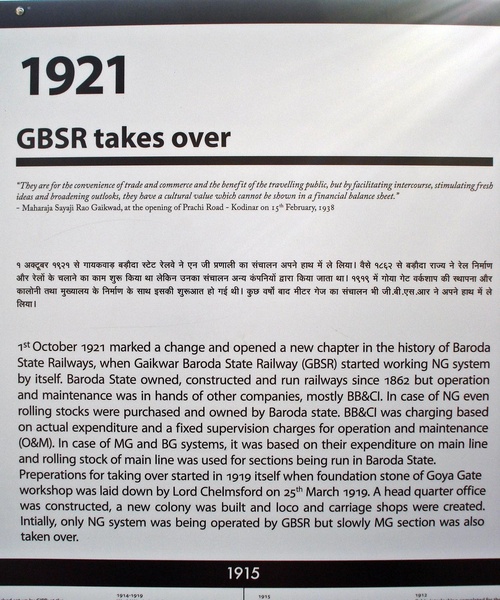 1921
GBSR takes over
"They are for the convenience of trade and commerce and the benefit of the travelling public, but by facilitating intercourse, stimulating fresh
ideas and broadening outlooks, they have a cultural value which cannot be shown in a financial balance sheet."
- Maharaja Sayaji Rao Gaikwad, at the opening of Prachi Road - Kodinar on 15th February, 1938
१ अक्टूबर १९२१ से गायकवाड बड़ौदा स्टेट रेलवे ने एन जी प्रणाली का संचालन अपने हाथ में ले लिया। वैसे १८६२ से बड़ौदा राज्य ने रेल निर्माण
और रेलों के चलाने का काम शुरू किया था लेकिन उनका संचालन अन्य कंपनियों द्वारा किया जाता था। १९१९ में गोया गेट वर्कशाप की स्थापना और
कालोनी तथा मुख्यालय के निर्माण के साथ इसकी शुरूआत हो गई थी। कुछ वर्षो बाद मीटर गेज का संचालन भी जी.बी.एस.आर ने अपने हाथ में ले
लिया।
1st October 1921 marked a change and opened a new chapter in the history of Baroda
State Railways, when Gaikwar Baroda State Railway (GBSR) started working NG system
by itself. Baroda State owned, constructed and run railways since 1862 but operation
and maintenance was in hands of other companies, mostly BB&CI. In case of NG even
rolling stocks were purchased and owned by Baroda state. BB&CI was charging based
on actual expenditure and a fixed supervision charges for operation and maintenance
(O&M). In case of MG and BG systems, it was based on their expenditure on main line
and rolling stock of main line was used for sections being run in Baroda State.
Preperations for taking over started in 1919 itself when foundation stone of Goya Gate
workshop was laid down by Lord Chelmsford on 25th March 1919. A head quarter office
was constructed, a new colony was built and loco and carriage shops were created.
Intially, only NG system was being operated by GBSR but slowly MG section was also
taken over.
1915
1914-1919 1915 1912